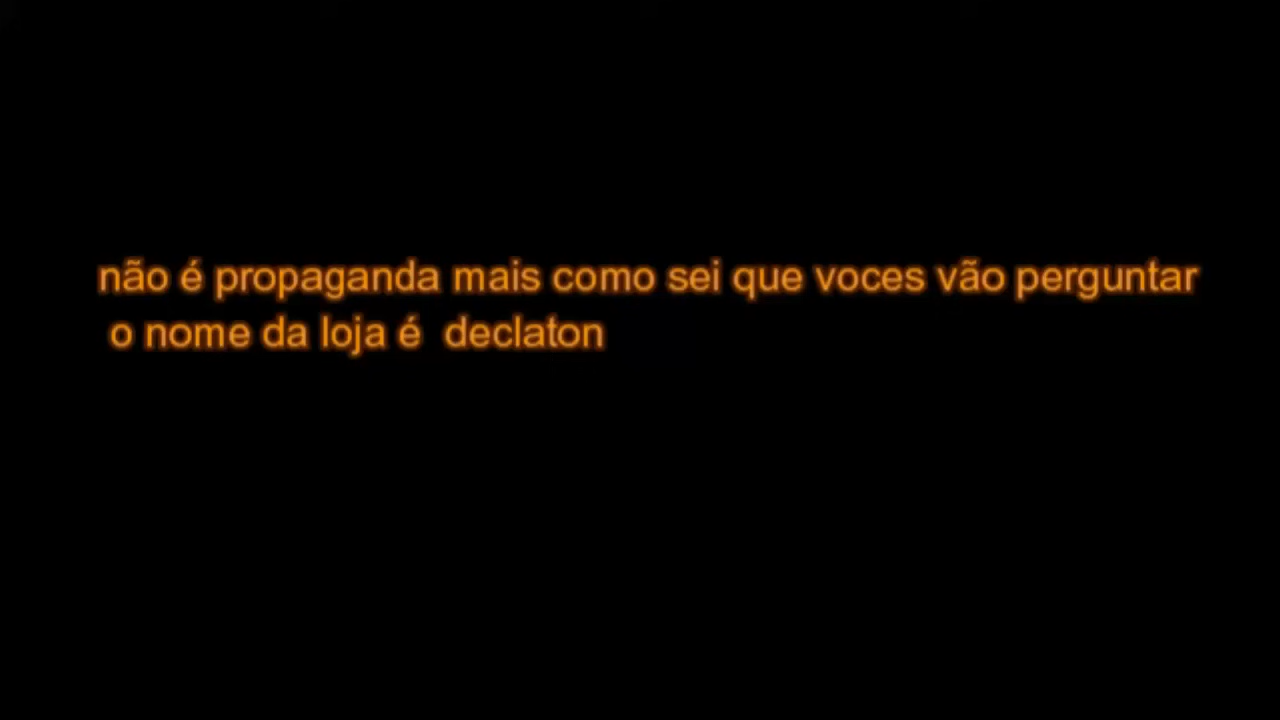 não é propaganda mais como sei que voces vão perguntar
o nome da loja é declaton